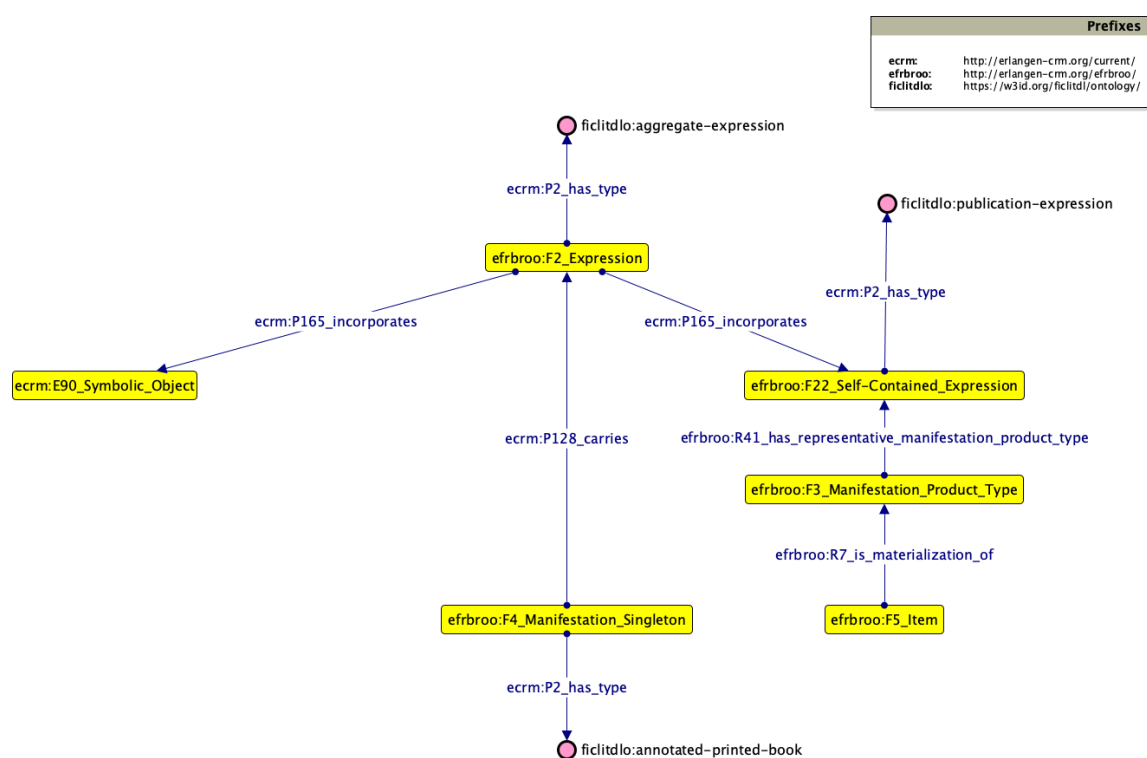 Prefixes
ecrm: http://erlangen-crm.org/current/
efrbroo: http://erlangen-crm.org/efrbroo/
ficlitdlo: https://w3id.org/ficlitdl/ontology/
ficlitdlo:aggregate-expression
ecrm:P2_has_type
ficlitdlo:publication-expression
efrbroo:F2_Expression
ecrm:P2_has_type
ecrm:P165_incorporates
ecrm:P165_incorporates
ecrm:E90_Symbolic_Object
efrbroo:F22_Self-Contained_Expression
ecrm:P128_carries
efrbroo:R41_has_representative_manifestation_product_type
efrbroo:F3_Manifestation_Product_Type
efrbroo:R7_is_materialization_of
efrbroo:F4_Manifestation_Singleton
efrbroo:F5_Item
ecrm:P2_has_type
ficlitdlo:annotated-printed-book